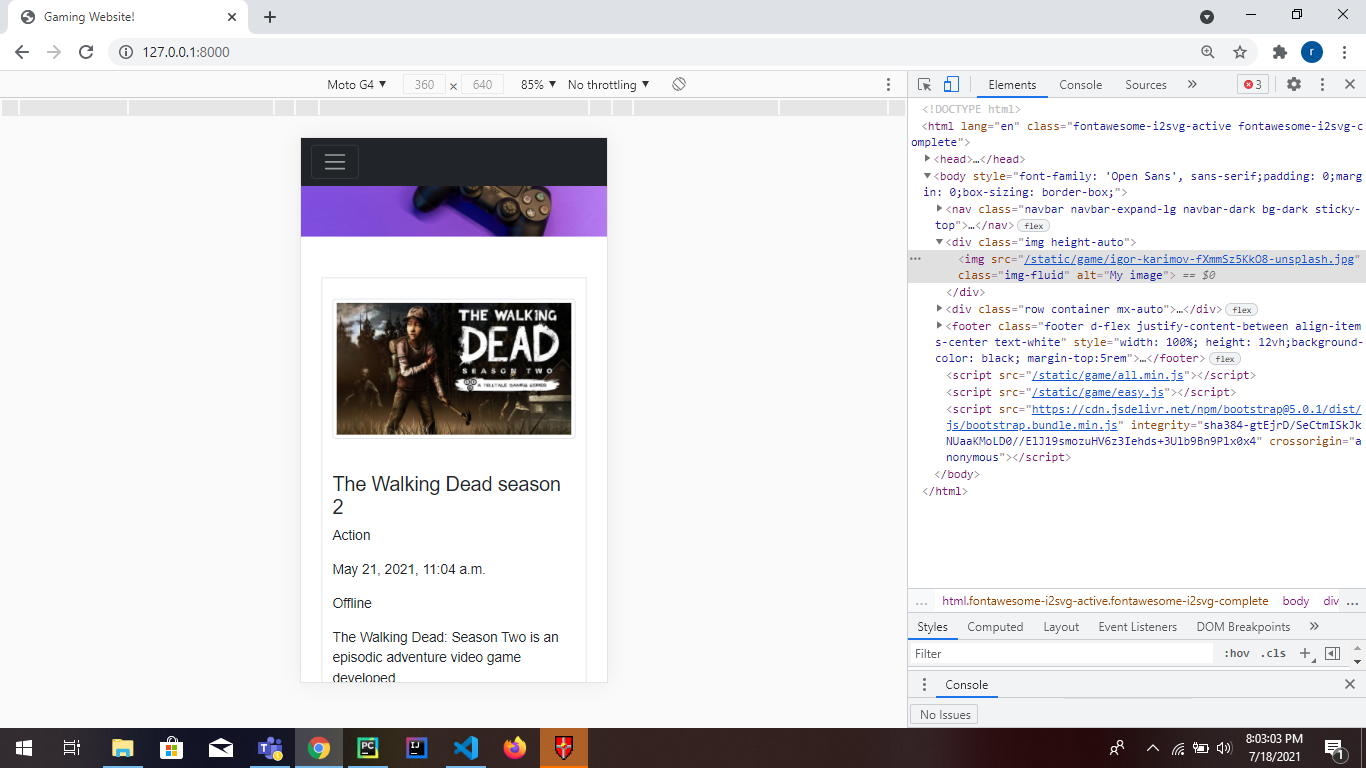 Gaming Website!
127.0.0.1:8000
r
Moto G4 360 × 640 85% No throttling
THE WALKING
DEAD
SEASON TWO
A TELLTALE GAMES SERIES
The Walking Dead season
2
Action
May 21, 2021, 11:04 a.m.
Offline
The Walking Dead: Season Two is an
episodic adventure video game
developed
Elements Console Sources » 3
<!DOCTYPE html>
<html lang="en" class="fontawesome-i2svg-active fontawesome-i2svg-c
omplete">
<head>…</head>
<body style="font-family: 'Open Sans', sans-serif;padding: 0;mar
in: 0;box-sizing: border-box;">
<nav class="navbar navbar-expand-lg navbar-dark bg-dark sticky-
top">…</nav> flex
<div class="img height-auto">
… <img src="/static/game/igor-karimov-fXmmSz5KkO8-unsplash.jpg"
class="img-fluid" alt="My image"> == $0
</div>
<div class="row container mx-auto">…</div> flex
<footer class="footer d-flex justify-content-between align-item
s-center text-white" style="width: 100%; height: 12vh;background-
color: black; margin-top:5rem">…</footer> flex
<script src="/static/game/all.min.js"></script>
<script src="/static/game/easy.js"></script>
<script src="https://cdn.jsdelivr.net/npm/bootstrap@5.0.1/dist/
js/bootstrap.bundle.min.js" integrity="sha384-gtEjrD/SeCtmISkJk
NUaaKMoLD0//ElJ19smozuHV6z3Iehds+3Ulb9Bn9Plx0x4" crossorigin="a
nonymous"></script>
</body>
</html>
… html.fontawesome-i2svg-active.fontawesome-i2svg-complete body div …
Styles Computed Layout Event Listeners DOM Breakpoints »
Filter :hov .cls +
Console
No Issues
PC IJ
8:03:03 PM
7/18/2021
1